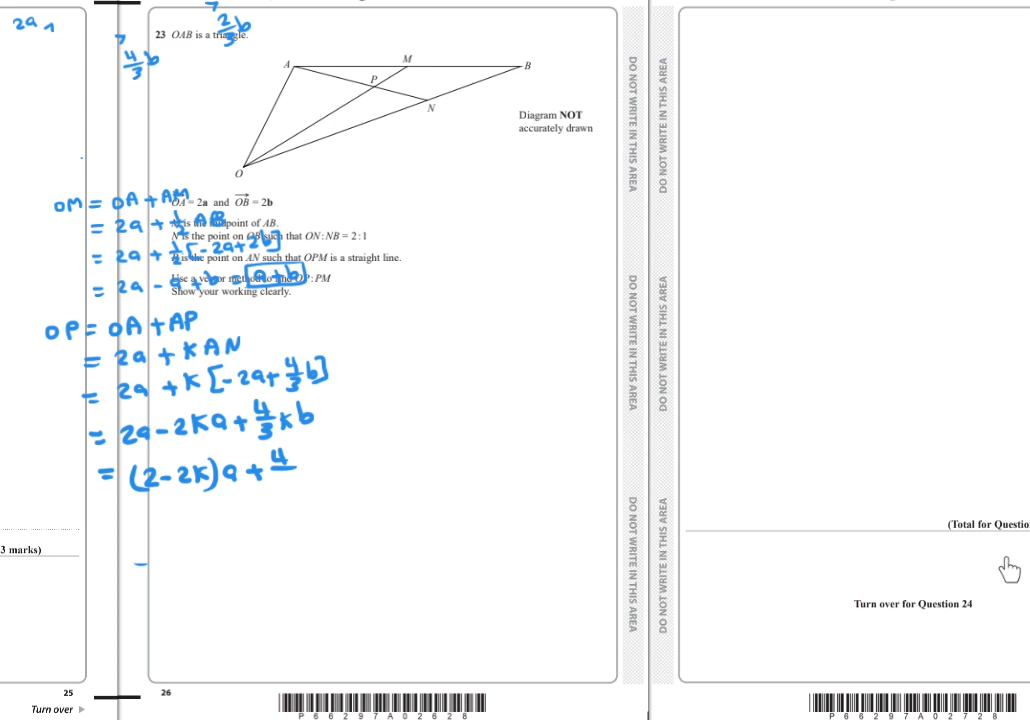 2a
4/3 b
2/3 b
23 OAB is a triangle.
A
M
B
P
N
O
Diagram NOT
accurately drawn
OA = 2a and OB = 2b
M is the midpoint of AB.
N is the point on OB such that ON : NB = 2 : 1
P is the point on AN such that OPM is a straight line.
Use a vector method to find OP : PM
Show your working clearly.
OM = OA + AM
= 2a + 1/2 AB
= 2a + 1/2 [-2a + 2b]
= 2a - a + b = a + b
OP = OA + AP
= 2a + K AN
= 2a + K [-2a + 4/3 b]
= 2a - 2Ka + 4/3 K b
= (2 - 2K)a + 4
3 marks)
25
Turn over
26
P 6 6 2 9 7 A 0 2 6 2 8
DO NOT WRITE IN THIS AREA
DO NOT WRITE IN THIS AREA
DO NOT WRITE IN THIS AREA
DO NOT WRITE IN THIS AREA
DO NOT WRITE IN THIS AREA
DO NOT WRITE IN THIS AREA
(Total for Questio
Turn over for Question 24
P 6 6 2 9 7 A 0 2 7 2 8